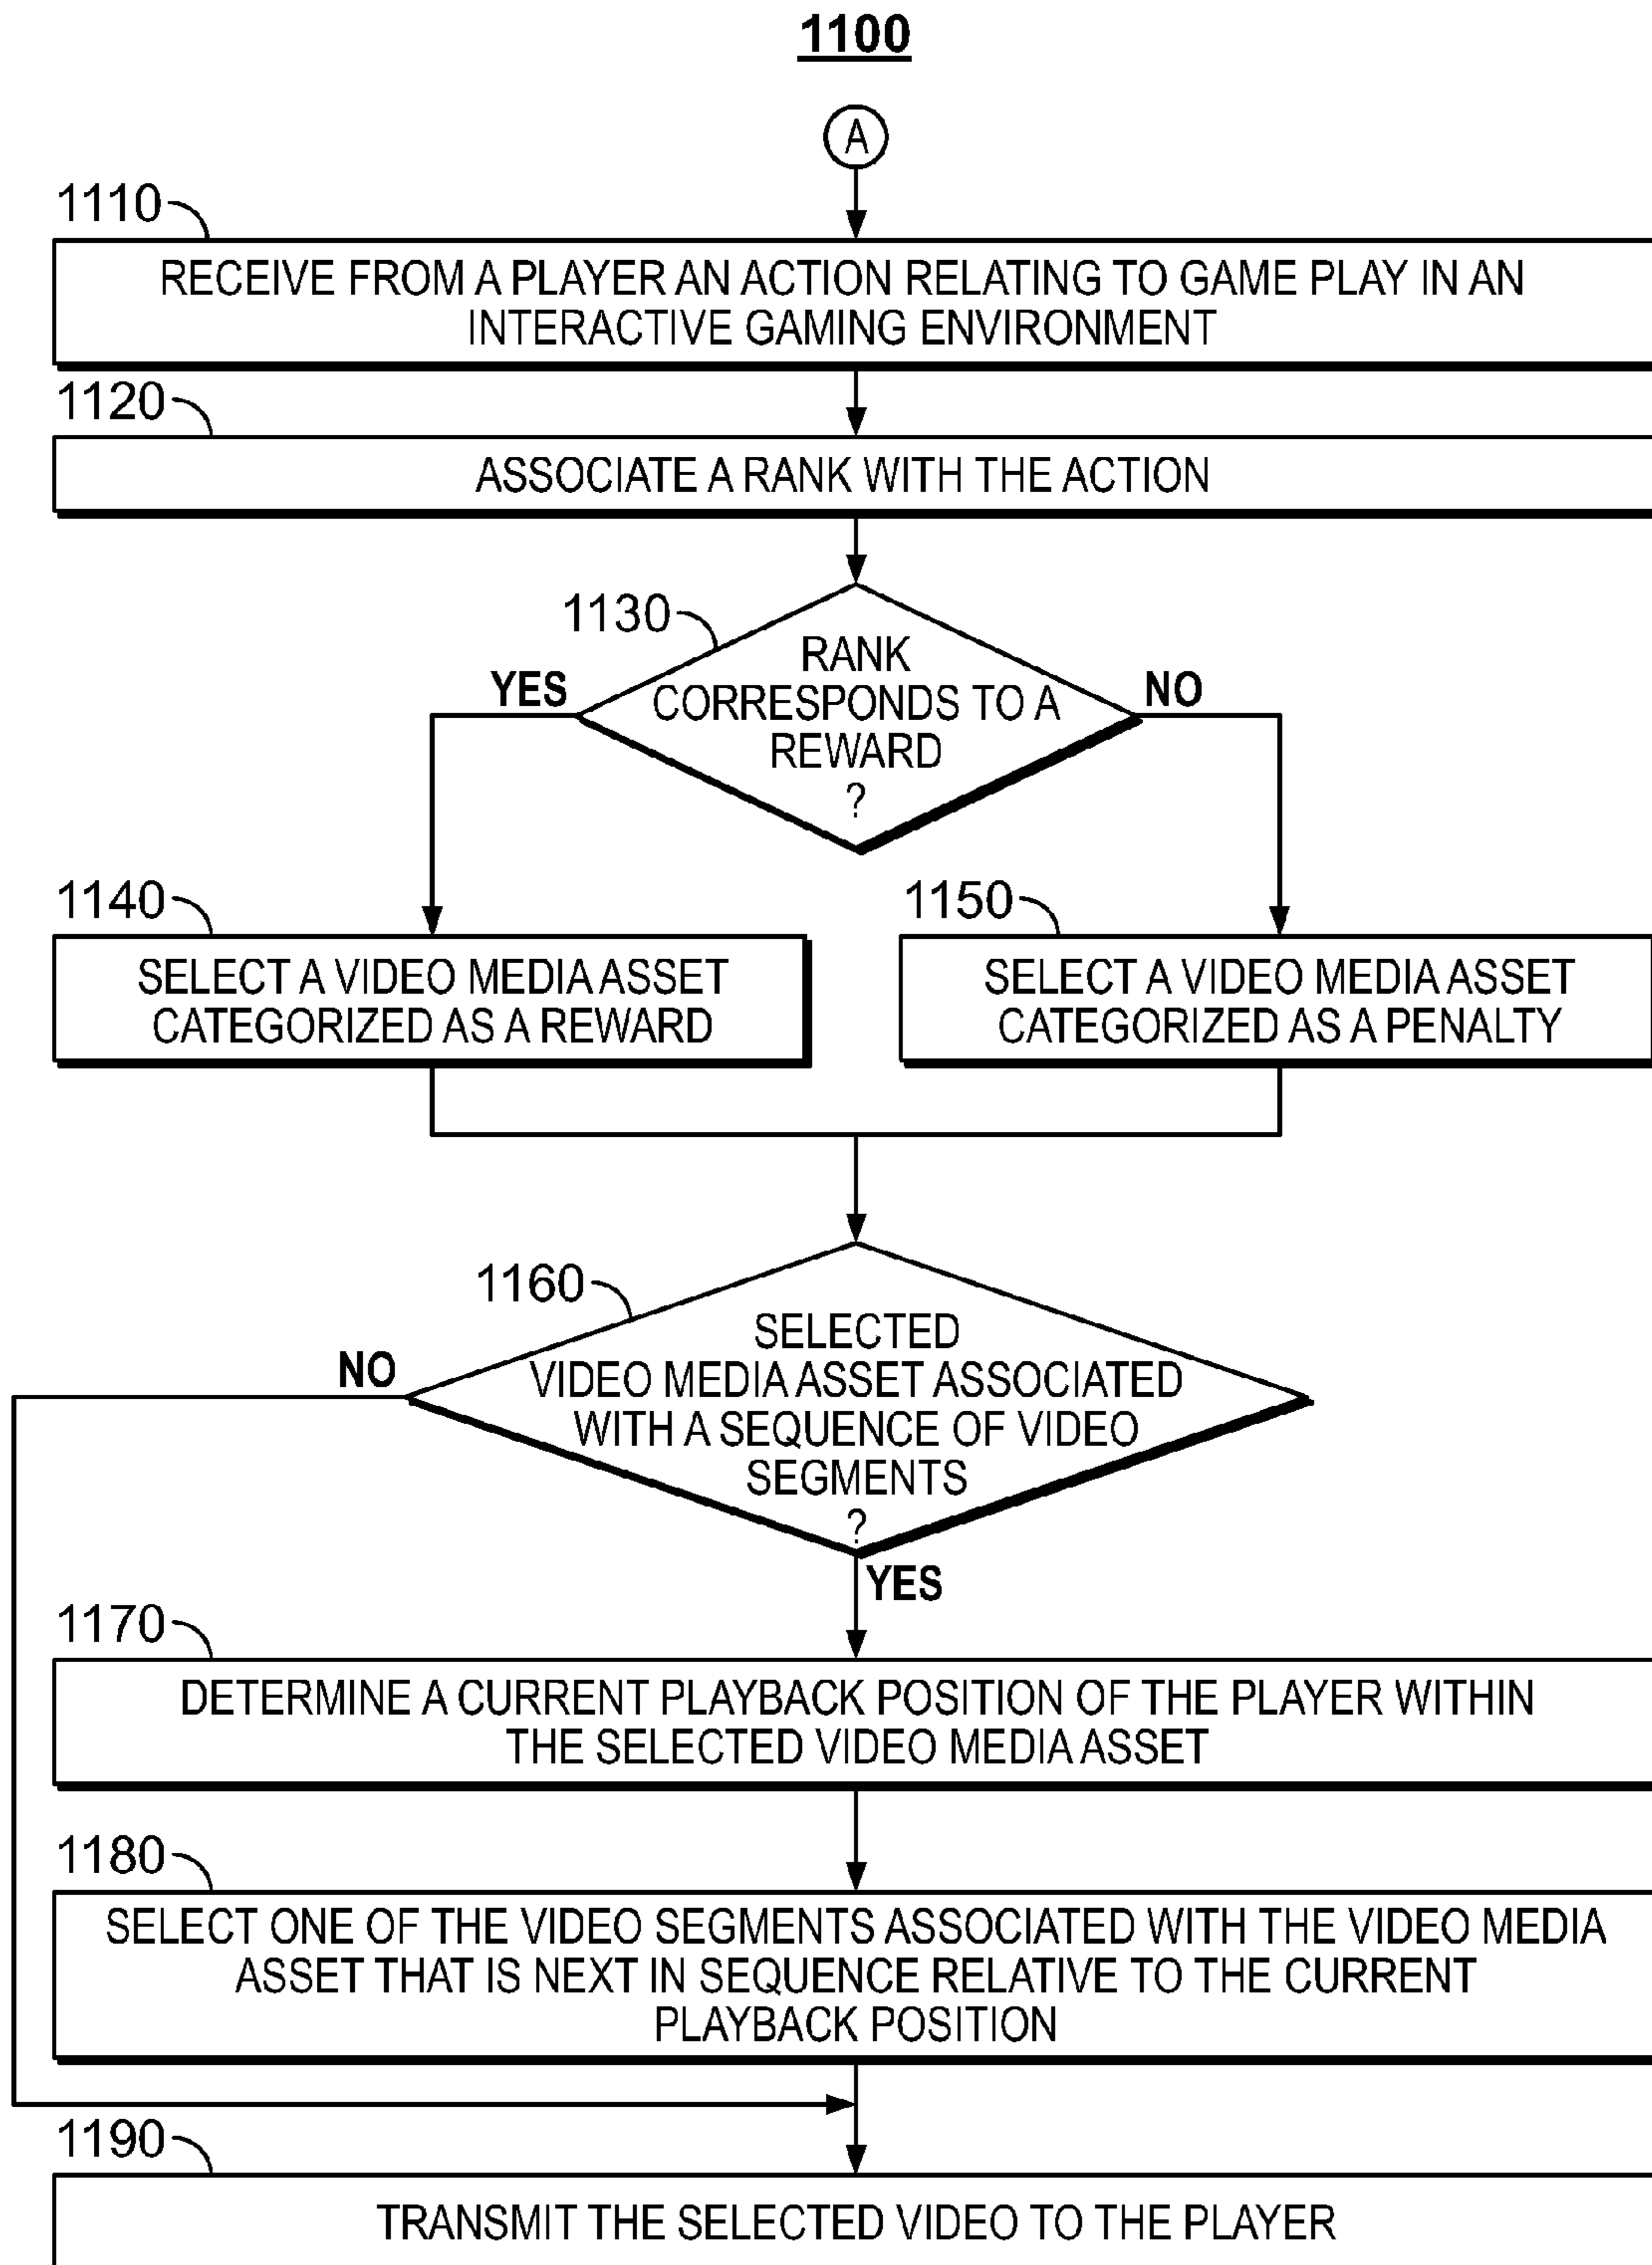 1100
A
1110
RECEIVE FROM A PLAYER AN ACTION RELATING TO GAME PLAY IN AN
INTERACTIVE GAMING ENVIRONMENT
1120
ASSOCIATE A RANK WITH THE ACTION
1130
RANK
CORRESPONDS TO A
REWARD
?
YES
NO
1140
SELECT A VIDEO MEDIA ASSET
CATEGORIZED AS A REWARD
1150
SELECT A VIDEO MEDIA ASSET
CATEGORIZED AS A PENALTY
1160
SELECTED
VIDEO MEDIA ASSET ASSOCIATED
WITH A SEQUENCE OF VIDEO
SEGMENTS
?
NO
YES
1170
DETERMINE A CURRENT PLAYBACK POSITION OF THE PLAYER WITHIN
THE SELECTED VIDEO MEDIA ASSET
1180
SELECT ONE OF THE VIDEO SEGMENTS ASSOCIATED WITH THE VIDEO MEDIA
ASSET THAT IS NEXT IN SEQUENCE RELATIVE TO THE CURRENT
PLAYBACK POSITION
1190
TRANSMIT THE SELECTED VIDEO TO THE PLAYER